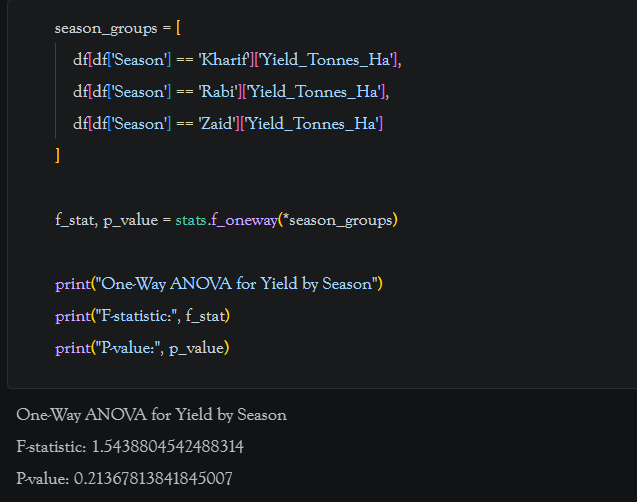 season_groups = [
df[df['Season'] == 'Kharif']['Yield_Tonnes_Ha'],
df[df['Season'] == 'Rabi']['Yield_Tonnes_Ha'],
df[df['Season'] == 'Zaid']['Yield_Tonnes_Ha']
]
f_stat, p_value = stats.f_oneway(*season_groups)
print("One-Way ANOVA for Yield by Season")
print("F-statistic:", f_stat)
print("P-value:", p_value)
One-Way ANOVA for Yield by Season
F-statistic: 1.5438804542488314
P-value: 0.21367813841845007